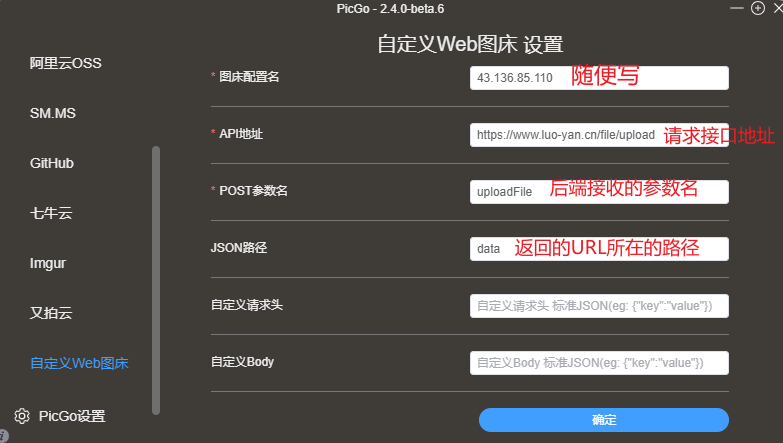 PicGo - 2.4.0-beta.6
自定义Web图床 设置
阿里云OSS
SM.MS
GitHub
七牛云
Imgur
又拍云
自定义Web图床
PicGo设置
* 图床配置名
43.136.85.110 随便写
* API地址
https://www.luo-yan.cn/file/upload 请求接口地址
* POST参数名
uploadFile 后端接收的参数名
JSON路径
data 返回的URL所在的路径
自定义请求头
自定义请求头 标准JSON(eg: {"key":"value"})
自定义Body
自定义Body 标准JSON(eg: {"key":"value"})
确定